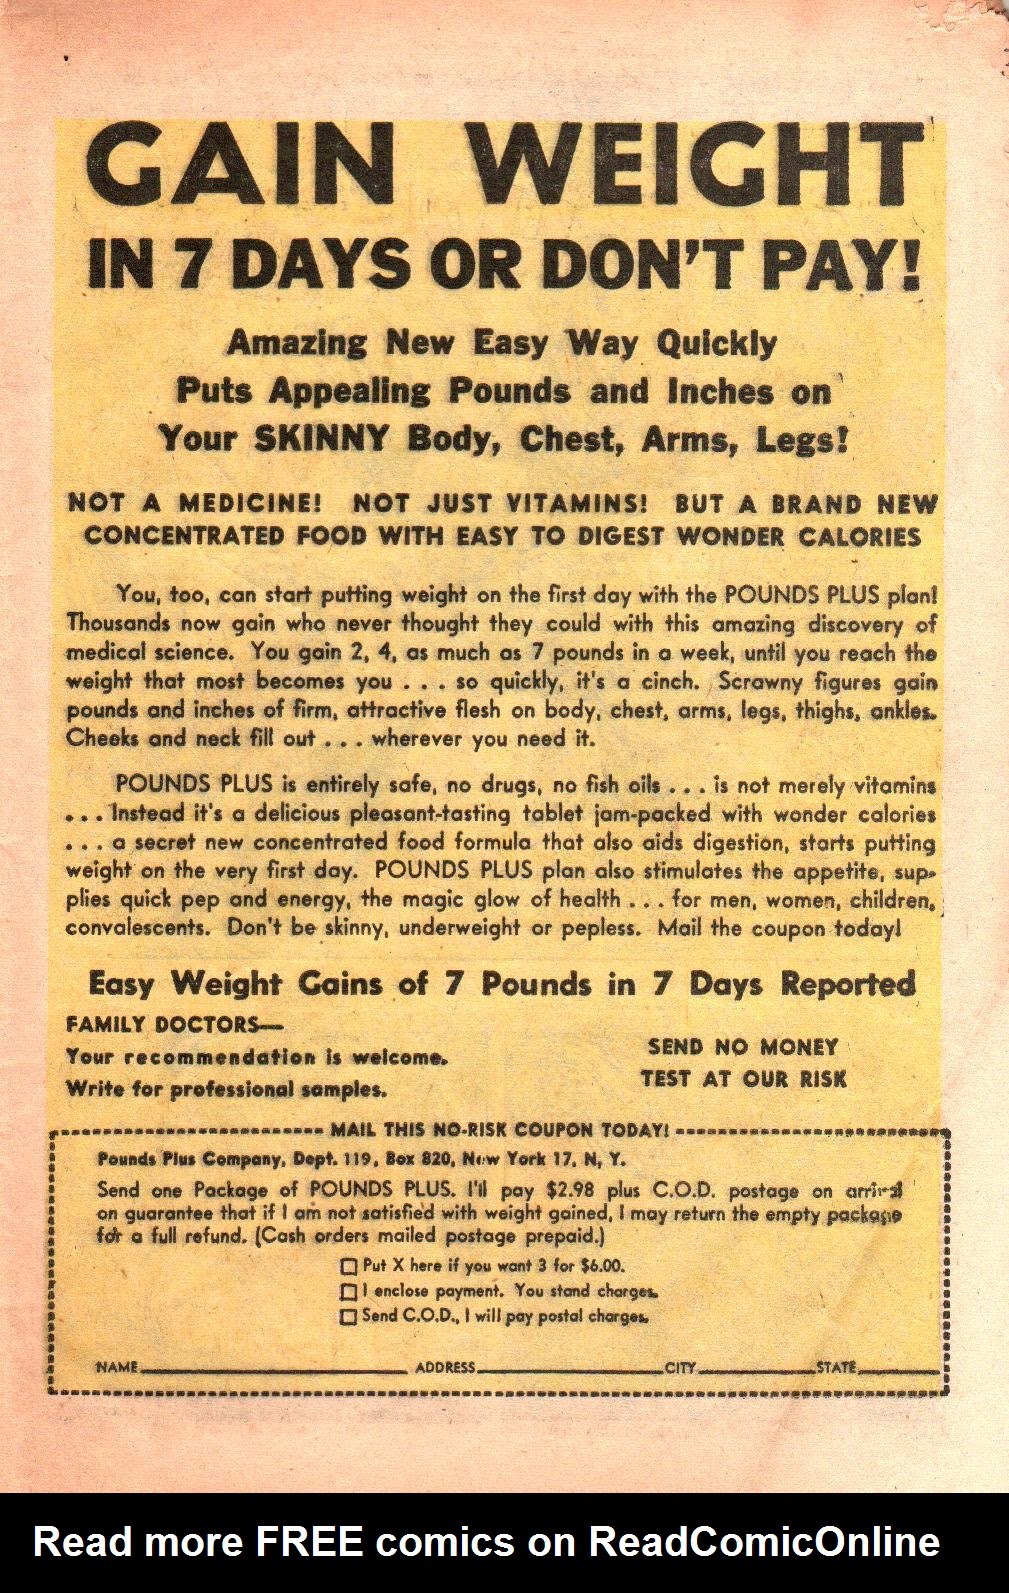 GAIN WEIGHT
IN 7 DAYS OR DON'T PAY!
Amazing New Easy Way Quickly
Puts Appealing Pounds and Inches on
Your SKINNY Body, Chest, Arms, Legs!
NOT A MEDICINE! NOT JUST VITAMINS! BUT A BRAND NEW
CONCENTRATED FOOD WITH EASY TO DIGEST WONDER CALORIES
You, too, can start putting weight on the first day with the POUNDS PLUS plan!
Thousands now gain who never thought they could with this amazing discovery of
medical science. You gain 2, 4, as much as 7 pounds in a week, until you reach the
weight that most becomes you . . . so quickly, it's a cinch. Scrawny figures gain
pounds and inches of firm, attractive flesh on body, chest, arms, legs, thighs, ankles.
Cheeks and neck fill out . . . wherever you need it.
POUNDS PLUS is entirely safe, no drugs, no fish oils . . . is not merely vitamins
. . . Instead it's a delicious pleasant-tasting tablet jam-packed with wonder calories
. . . a secret new concentrated food formula that also aids digestion, starts putting
weight on the very first day. POUNDS PLUS plan also stimulates the appetite, sup-
plies quick pep and energy, the magic glow of health . . . for men, women, children,
convalescents. Don't be skinny, underweight or pepless. Mail the coupon today!
Easy Weight Gains of 7 Pounds in 7 Days Reported
FAMILY DOCTORS—
Your recommendation is welcome.
Write for professional samples.
SEND NO MONEY
TEST AT OUR RISK
MAIL THIS NO-RISK COUPON TODAY!
Pounds Plus Company, Dept. 119, Box 820, New York 17, N, Y.
Send one Package of POUNDS PLUS. I'll pay $2.98 plus C.O.D. postage on arrival
on guarantee that if I am not satisfied with weight gained, I may return the empty package
for a full refund. (Cash orders mailed postage prepaid.)
Put X here if you want 3 for $6.00.
I enclose payment. You stand charges.
Send C.O.D., I will pay postal charges.
NAME ADDRESS CITY STATE
Read more FREE comics on ReadComicOnline